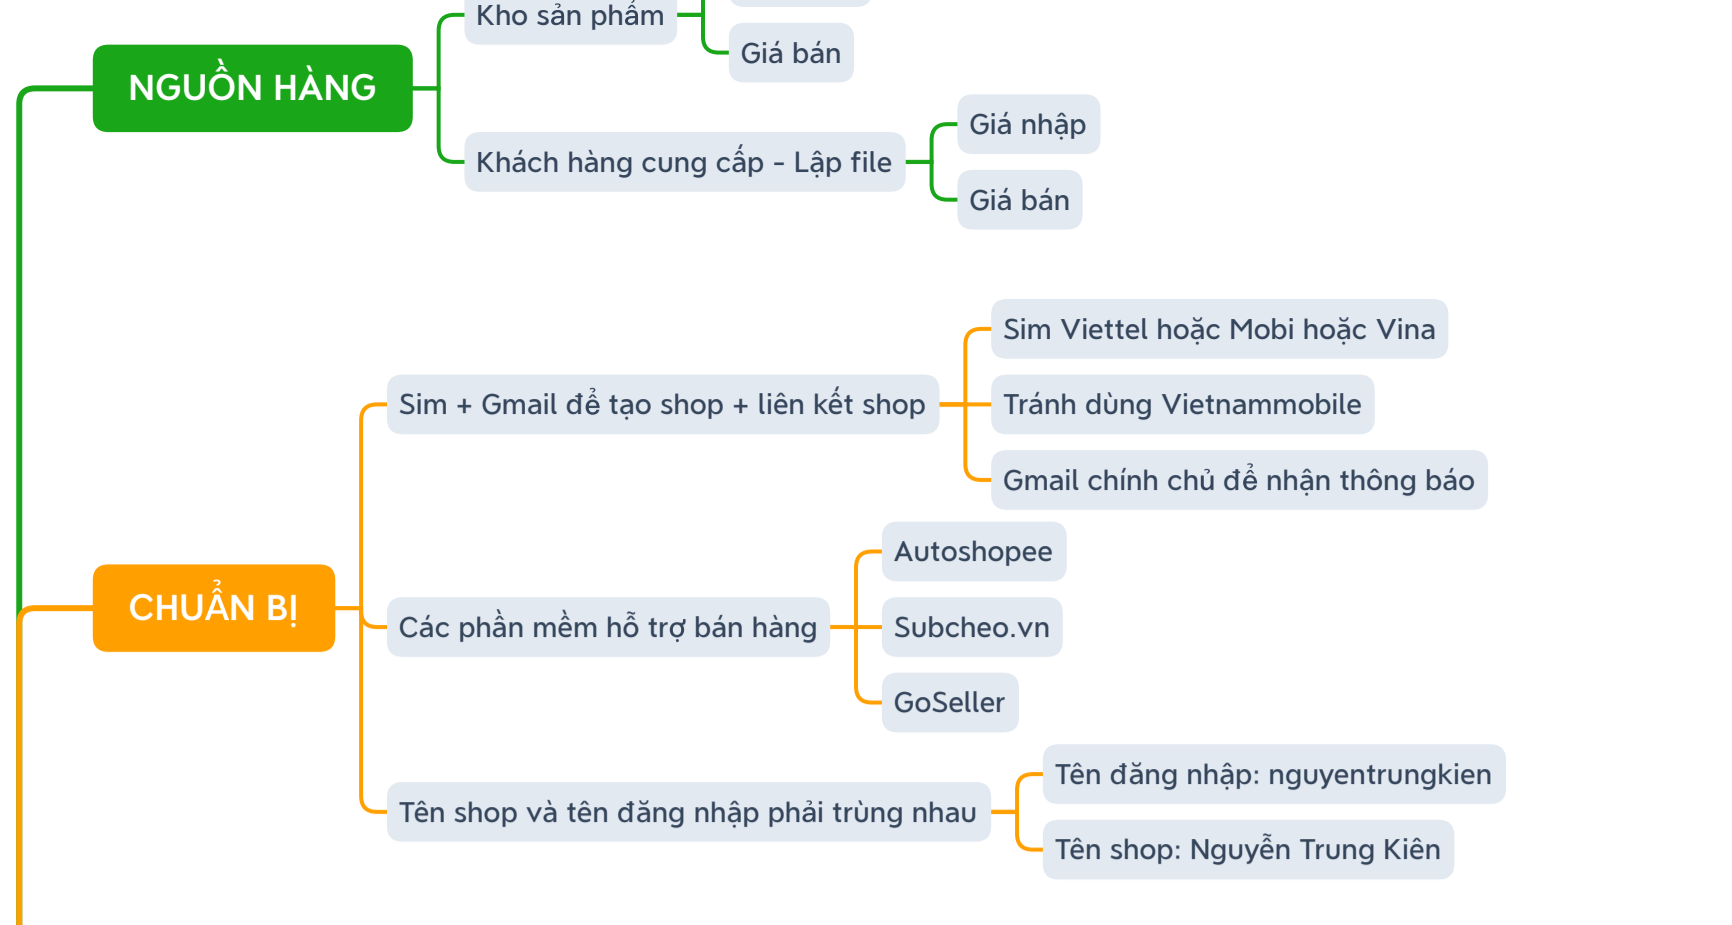 Kho sản phẩm
Giá bán
NGUỒN HÀNG
Khách hàng cung cấp - Lập file
Giá nhập
Giá bán
Sim + Gmail để tạo shop + liên kết shop
Sim Viettel hoặc Mobi hoặc Vina
Tránh dùng Vietnammobile
Gmail chính chủ để nhận thông báo
CHUẨN BỊ
Các phần mềm hỗ trợ bán hàng
Autoshopee
Subcheo.vn
GoSeller
Tên shop và tên đăng nhập phải trùng nhau
Tên đăng nhập: nguyentrungkien
Tên shop: Nguyễn Trung Kiên